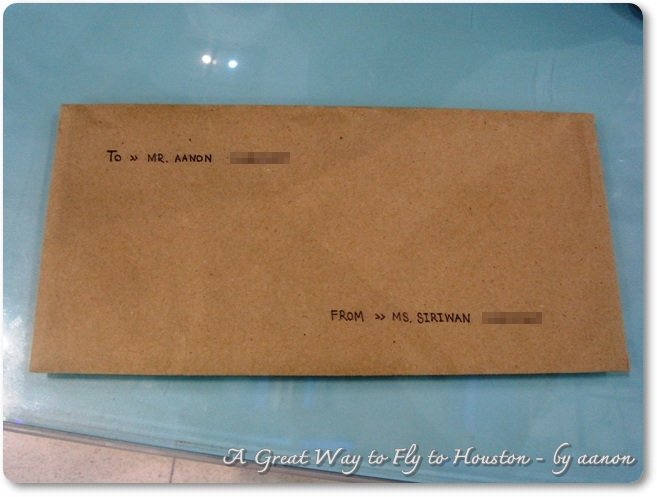 TO » MR. AANON
FROM » MS. SIRIWAN
A Great Way to Fly to Houston - by aanon